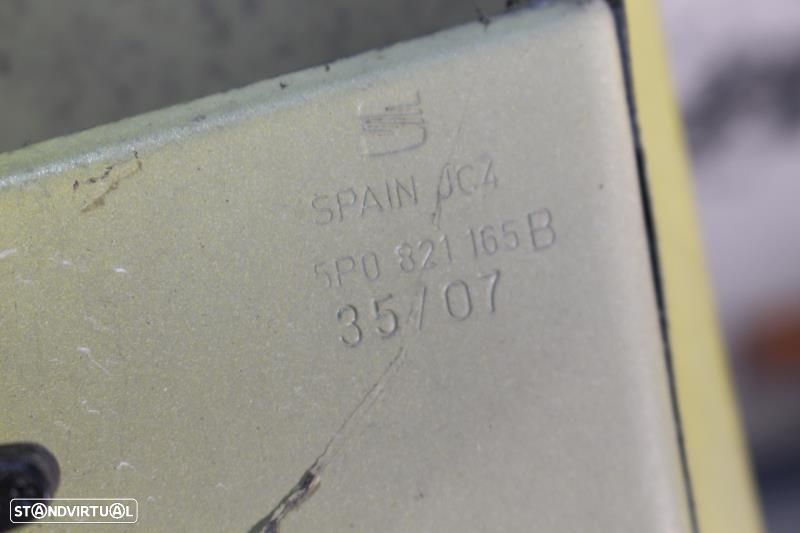 SPAIN JC4
5P0 821 165 B
35/07
STANDVIRTUAL